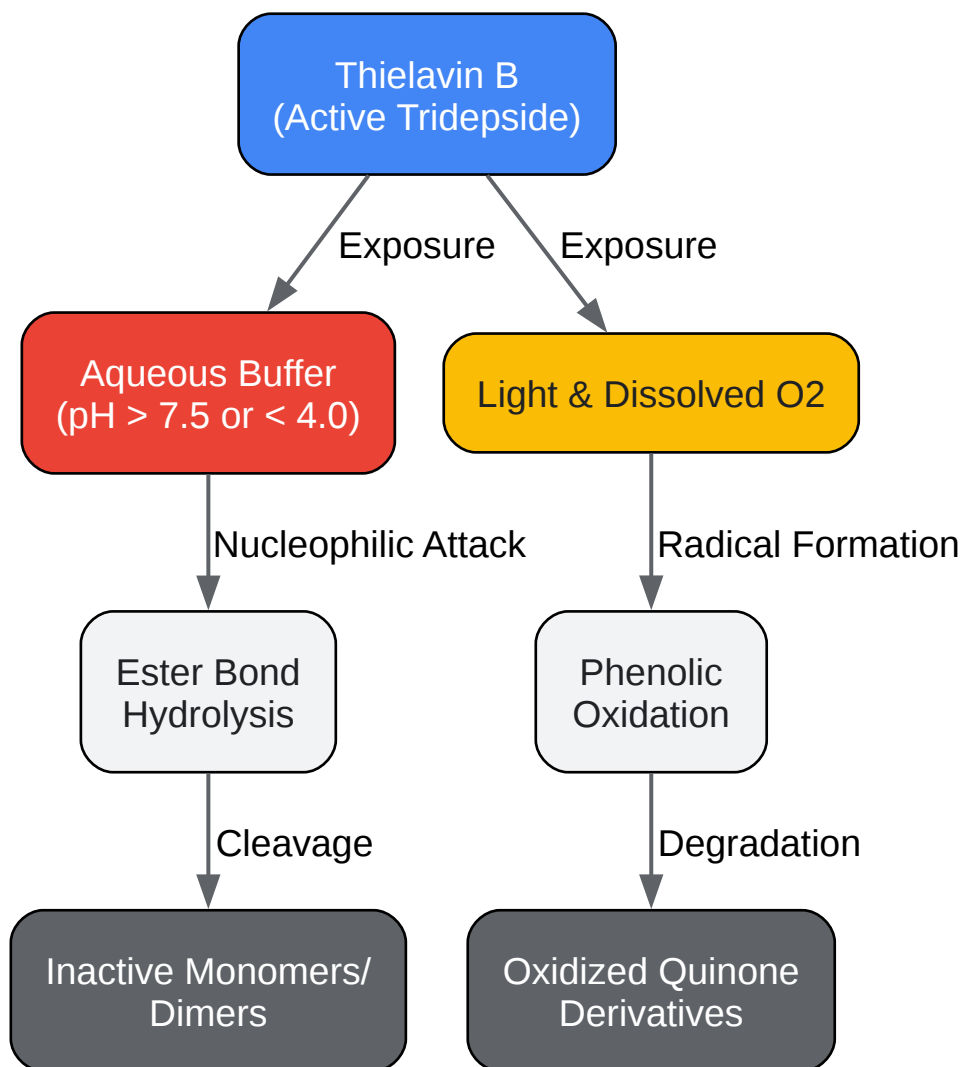 Thielavin B
(Active Tridepside)
Exposure
Exposure
Aqueous Buffer
(pH > 7.5 or < 4.0)
Light & Dissolved O2
Nucleophilic Attack
Radical Formation
Ester Bond
Hydrolysis
Phenolic
Oxidation
Cleavage
Degradation
Inactive Monomers/
Dimers
Oxidized Quinone
Derivatives